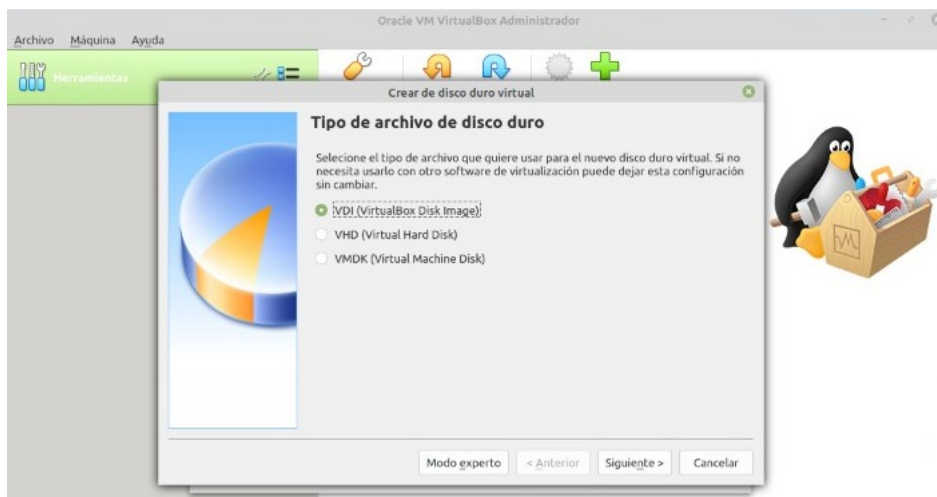 Oracle VM VirtualBox Administrador
Archivo Máquina Ayuda
Herramientas
Crear de disco duro virtual
Tipo de archivo de disco duro
Selecione el tipo de archivo que quiere usar para el nuevo disco duro virtual. Si no
necesita usarlo con otro software de virtualización puede dejar esta configuración
sin cambiar.
VDI (VirtualBox Disk Image)
VHD (Virtual Hard Disk)
VMDK (Virtual Machine Disk)
Modo experto < Anterior Siguiente > Cancelar